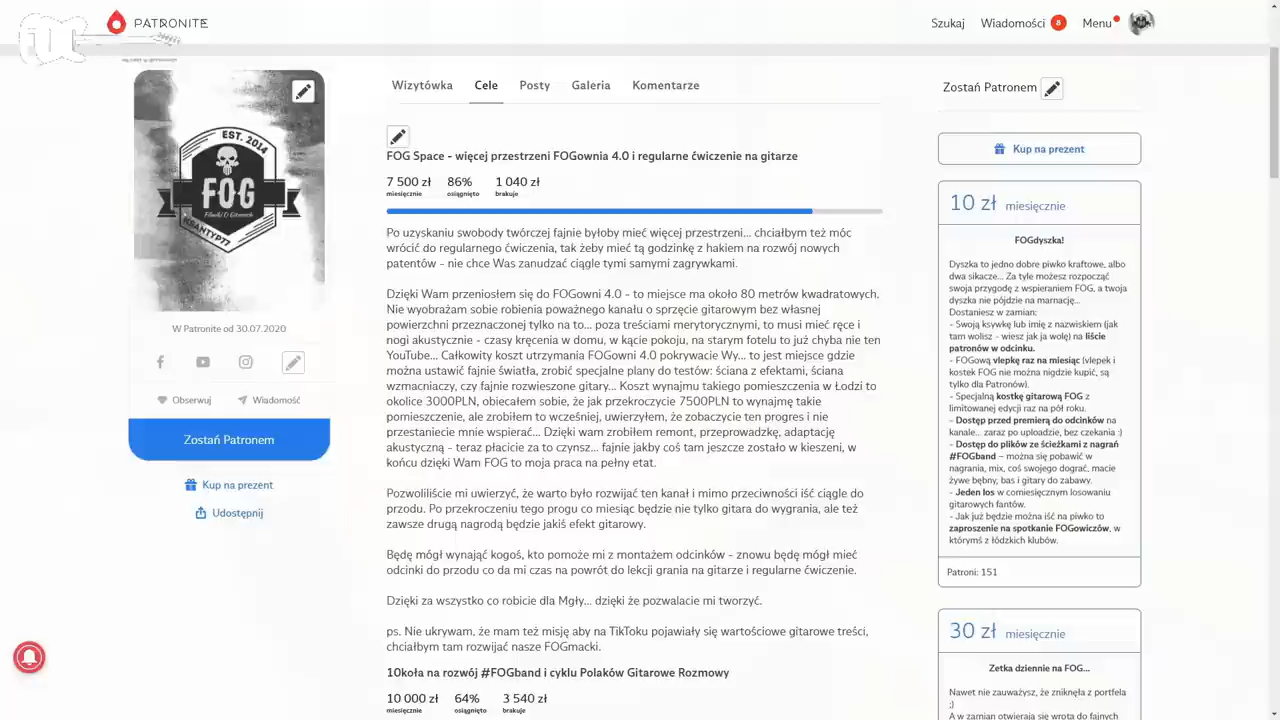 PATRONITE
Szukaj Wiadomości 8 Menu
EST. 2014
FOG
Filmiki O Gitarach
KBANTYP77
W Patronite od 30.07.2020
Obserwuj Wiadomość
Zostań Patronem
Kup na prezent
Udostępnij
Wizytówka Cele Posty Galeria Komentarze
FOG Space - więcej przestrzeni FOGownia 4.0 i regularne ćwiczenie na gitarze
7 500 zł 86% 1 040 zł
miesięcznie osiągnięto brakuje
Po uzyskaniu swobody twórczej fajnie byłoby mieć więcej przestrzeni... chciałbym też móc
wrócić do regularnego ćwiczenia, tak żeby mieć tą godzinkę z hakiem na rozwój nowych
patentów - nie chce Was zanudzać ciągle tymi samymi zagrywkami.
Dzięki Wam przeniosłem się do FOGowni 4.0 - to miejsce ma około 80 metrów kwadratowych.
Nie wyobrażam sobie robienia poważnego kanału o sprzęcie gitarowym bez własnej
powierzchni przeznaczonej tylko na to... poza treściami merytorycznymi, to musi mieć ręce i
nogi akustycznie - czasy kręcenia w domu, w kącie pokoju, na starym fotelu to już chyba nie ten
YouTube... Całkowity koszt utrzymania FOGowni 4.0 pokrywacie Wy... to jest miejsce gdzie
można ustawić fajnie światła, zrobić specjalne plany do testów: ściana z efektami, ściana
wzmacniaczy, czy fajnie rozwieszone gitary... Koszt wynajmu takiego pomieszczenia w Łodzi to
okolice 3000PLN, obiecałem sobie, że jak przekroczycie 7500PLN to wynajmę takie
pomieszczenie, ale zrobiłem to wcześniej, uwierzyłem, że zobaczycie ten progres i nie
przestaniecie mnie wspierać... Dzięki wam zrobiłem remont, przeprowadzkę, adaptację
akustyczną - teraz płacicie za to czynsz... fajnie jakby coś tam jeszcze zostało w kieszeni, w
końcu dzięki Wam FOG to moja praca na pełny etat.
Pozwoliliście mi uwierzyć, że warto było rozwijać ten kanał i mimo przeciwności iść ciągle do
przodu. Po przekroczeniu tego progu co miesiąc będzie nie tylko gitara do wygrania, ale też
zawsze drugą nagrodą będzie jakiś efekt gitarowy.
Będę mógł wynająć kogoś, kto pomoże mi z montażem odcinków - znowu będę mógł mieć
odcinki do przodu co da mi czas na powrót do lekcji grania na gitarze i regularne ćwiczenie.
Dzięki za wszystko co robicie dla Mgły... dzięki że pozwalacie mi tworzyć.
ps. Nie ukrywam, że mam też misję aby na TikToku pojawiały się wartościowe gitarowe treści,
chciałbym tam rozwijać nasze FOGmacki.
10koła na rozwój #FOGband i cyklu Polaków Gitarowe Rozmowy
10 000 zł 64% 3 540 zł
miesięcznie osiągnięto brakuje
Zostań Patronem
Kup na prezent
10 zł miesięcznie
FOGdyszka!
Dyszka to jedno dobre piwko kraftowe, albo
dwa sikacze... Za tyle możesz rozpocząć
swoja przygodę z wspieraniem FOG, a twoja
dyszka nie pójdzie na marnację...
Dostaniesz w zamian:
- Swoją ksywkę lub imię z nazwiskiem (jak
tam wolisz - wiesz jak ja wolę) na liście
patronów w odcinku.
- FOGową vlepkę raz na miesiąc (vlepek i
kostek FOG nie można nigdzie kupić, są
tylko dla Patronów).
- Specjalną kostkę gitarową FOG z
limitowanej edycji raz na pół roku.
- Dostęp przed premierą do odcinków na
kanale... zaraz po uploadzie, bez czekania :)
- Dostęp do plików ze ścieżkami z nagrań
#FOGband – można się pobawić w
nagrania, mix, coś swojego dograć, macie
żywe bębny, bas i gitary do zabawy.
- Jeden los w comiesięcznym losowaniu
gitarowych fantów.
- Jak już będzie można iść na piwko to
zaproszenie na spotkanie FOGowiczów, w
którymś z łódzkich klubów.
Patroni: 151
30 zł miesięcznie
Zetka dziennie na FOG...
Nawet nie zauważysz, że zniknęła z portfela
;)
A w zamian otwierają się wrota do fajnych